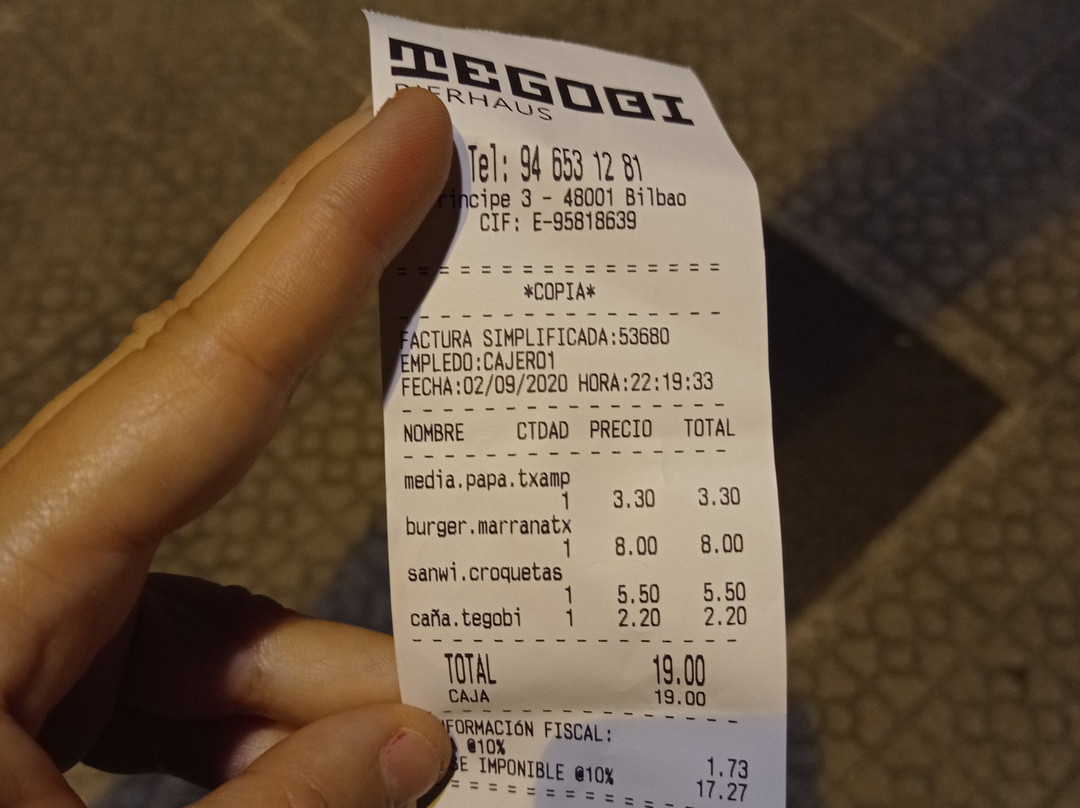 TEGOBI
BIERHAUS
Tel: 94 653 12 81
3 - 48001 Bilbao
CIF: E-95818639
= = = = = = = = = = = = = = = =
*COPIA*
- - - - - - - - - - - - - - - -
FACTURA SIMPLIFICADA:53680
EMPLEDO:CAJERO1
FECHA:02/09/2020 HORA:22:19:33
- - - - - - - - - - - - - - - -
NOMBRE CTDAD PRECIO TOTAL
- - - - - - - - - - - - - - - -
media.papa.txamp
1 3.30 3.30
burger.marranatx
1 8.00 8.00
sanwi.croquetas
1 5.50 5.50
caña.tegobi 1 2.20 2.20
- - - - - - - - - - - - - - - -
TOTAL 19.00
CAJA 19.00
- - - - - - - - - - - - - - - -
FORMACIÓN FISCAL:
@10% 1.73
IMPONIBLE @10% 17.27
= = = = = = = = = = = = = = = =